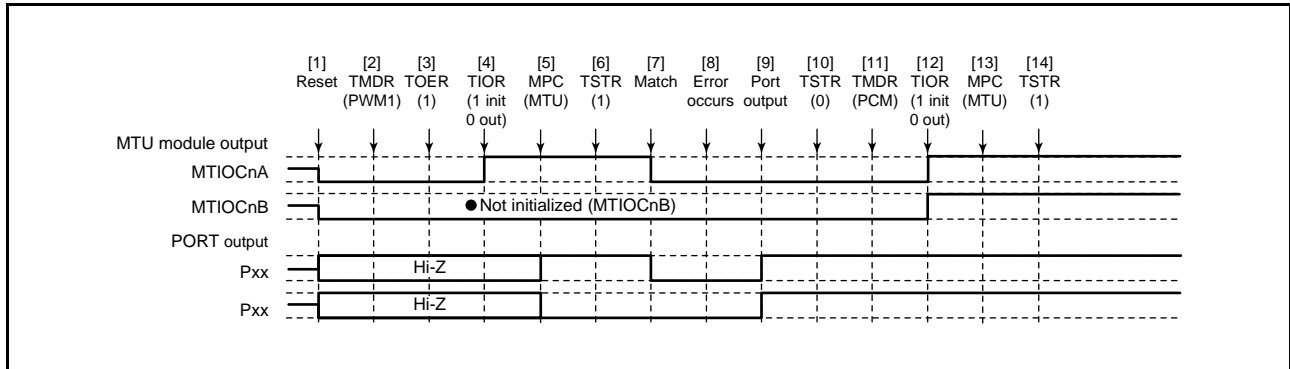 [1] [2] [3] [4] [5] [6] [7] [8] [9] [10] [11] [12] [13] [14]
Reset TMDR TOER TIOR MPC TSTR Match Error Port TSTR TMDR TIOR MPC TSTR
(PWM1) (1) (1 init (MTU) (1) occurs output (0) (PCM) (1 init (MTU) (1)
0 out) 0 out)
MTU module output
MTIOCnA
MTIOCnB ● Not initialized (MTIOCnB)
PORT output
Pxx Hi-Z
Pxx Hi-Z